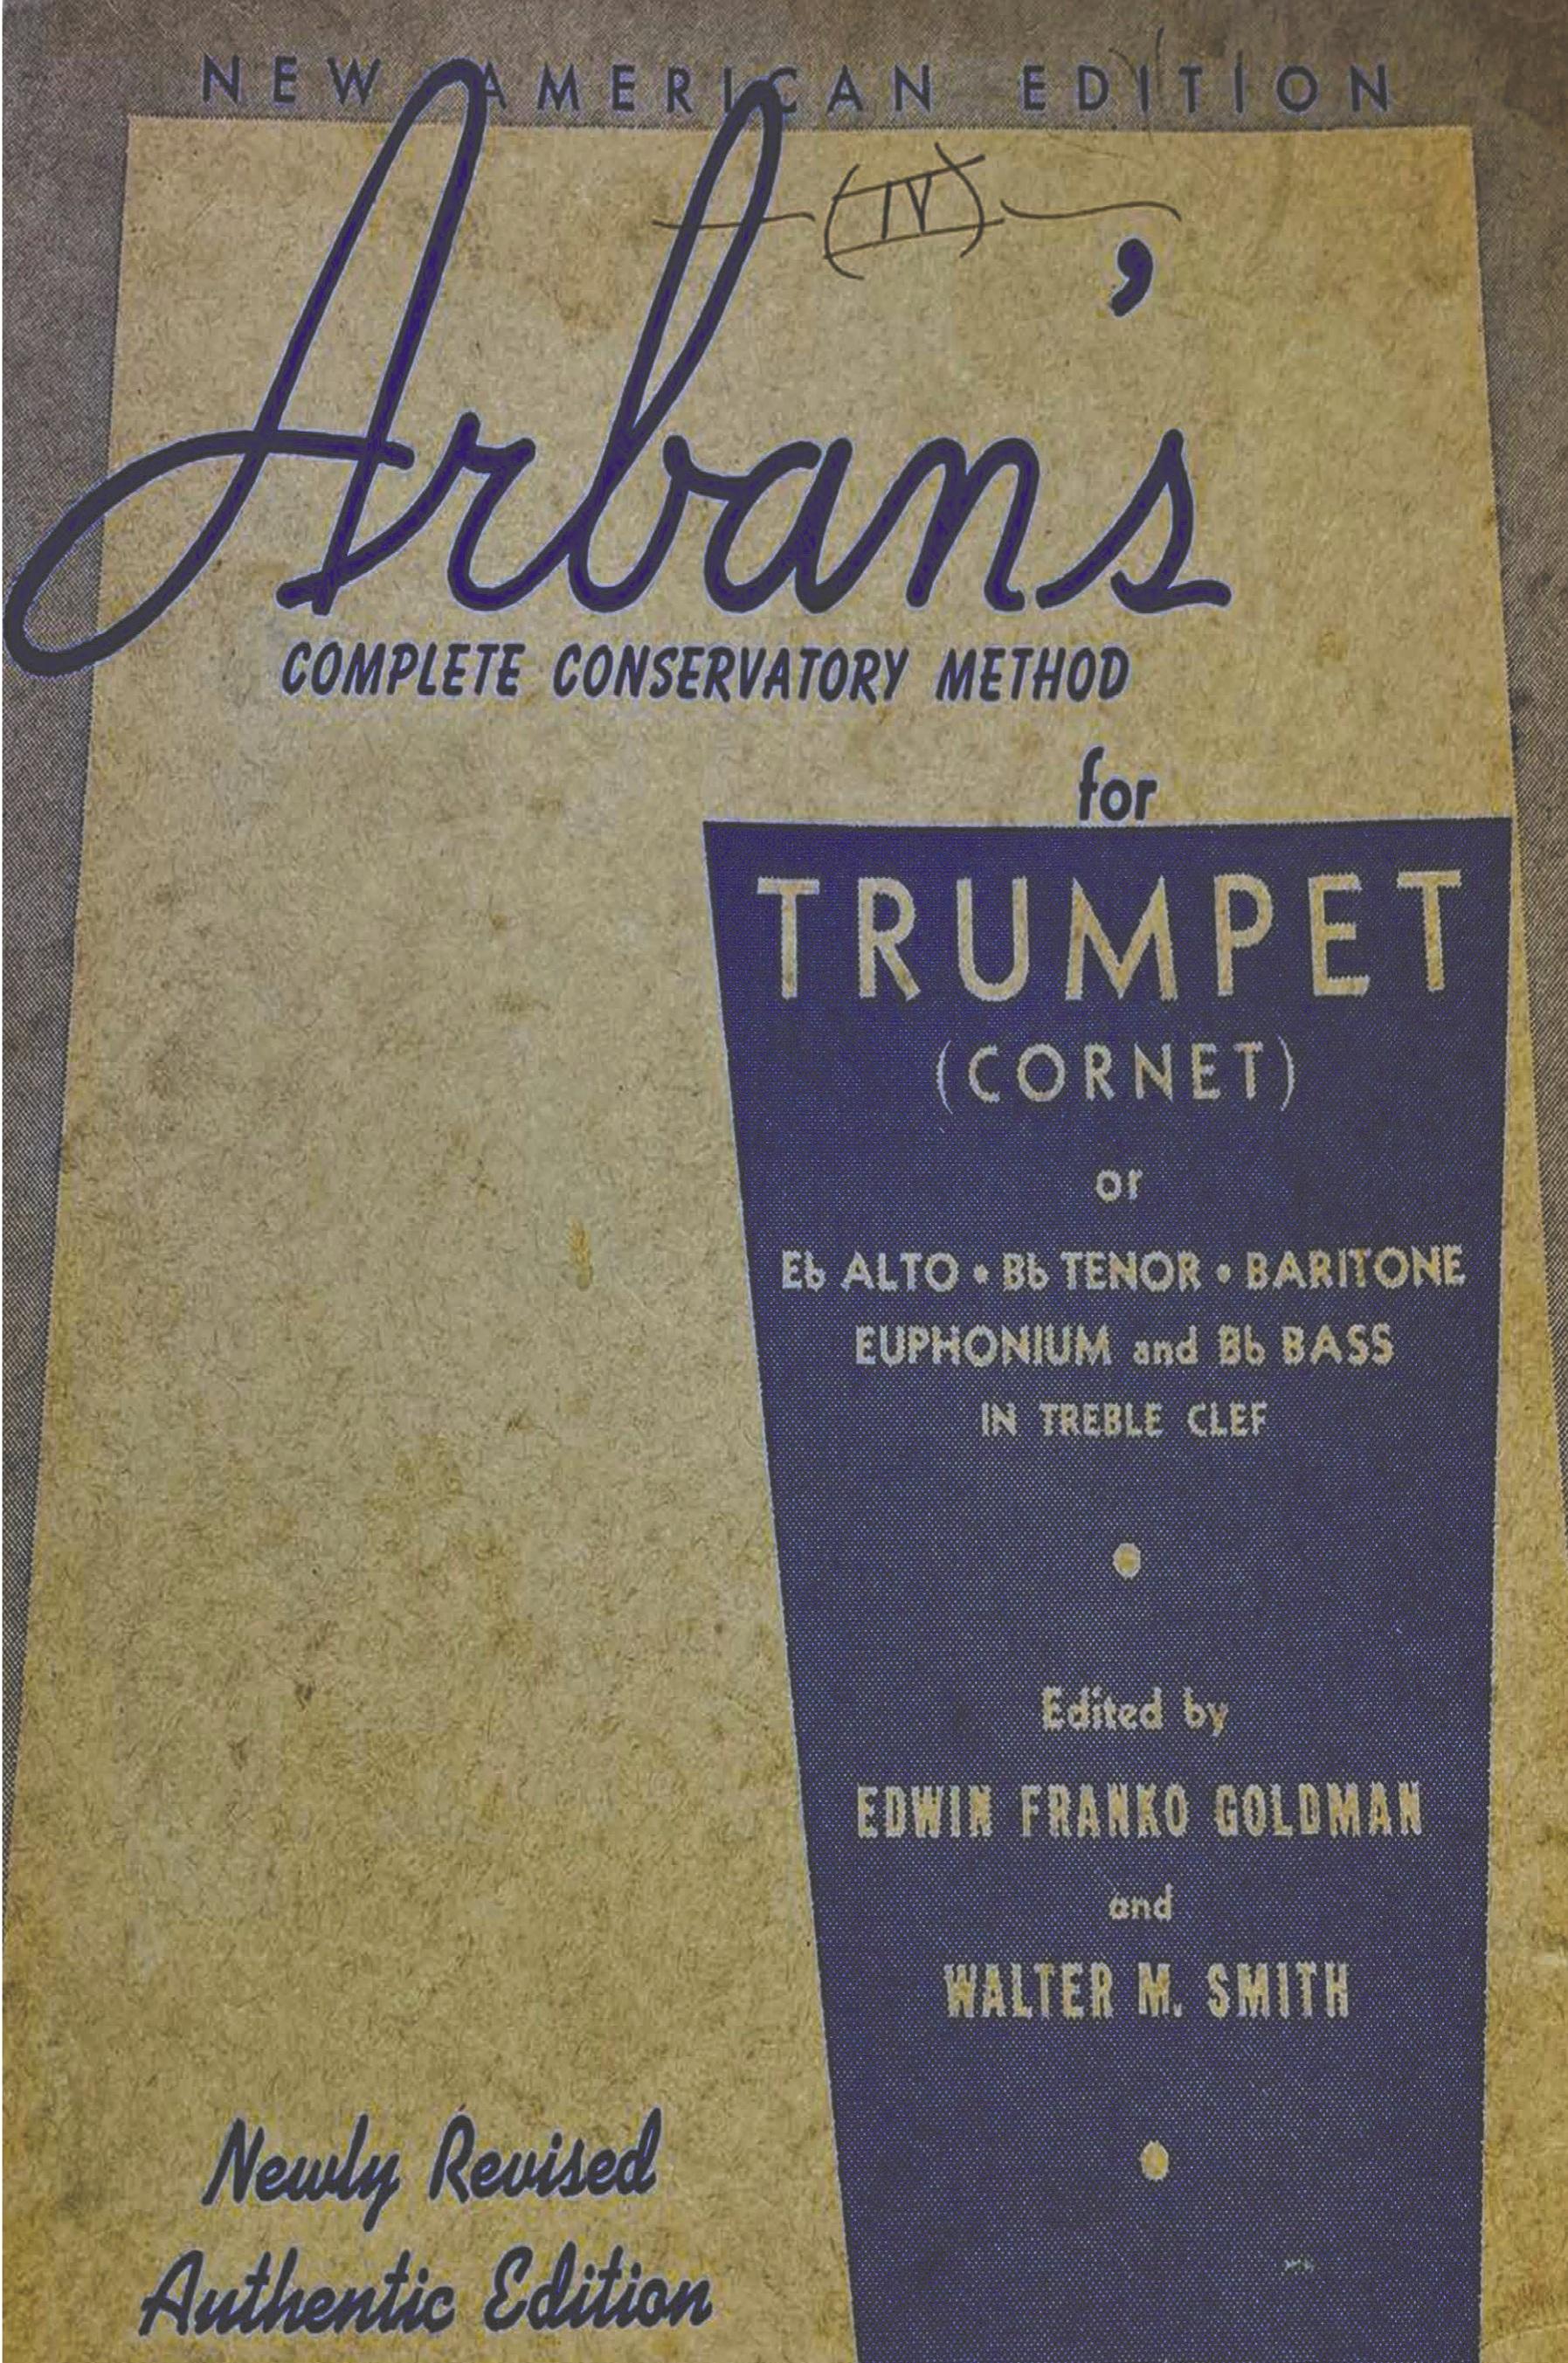 NEW AMERICAN EDITION
(IV)
Arban's
COMPLETE CONSERVATORY METHOD
for
TRUMPET
(CORNET)
or
Eb ALTO • Bb TENOR • BARITONE
EUPHONIUM and Bb BASS
IN TREBLE CLEF
Edited by
EDWIN FRANKO GOLDMAN
and
WALTER M. SMITH
Newly Revised
Authentic Edition